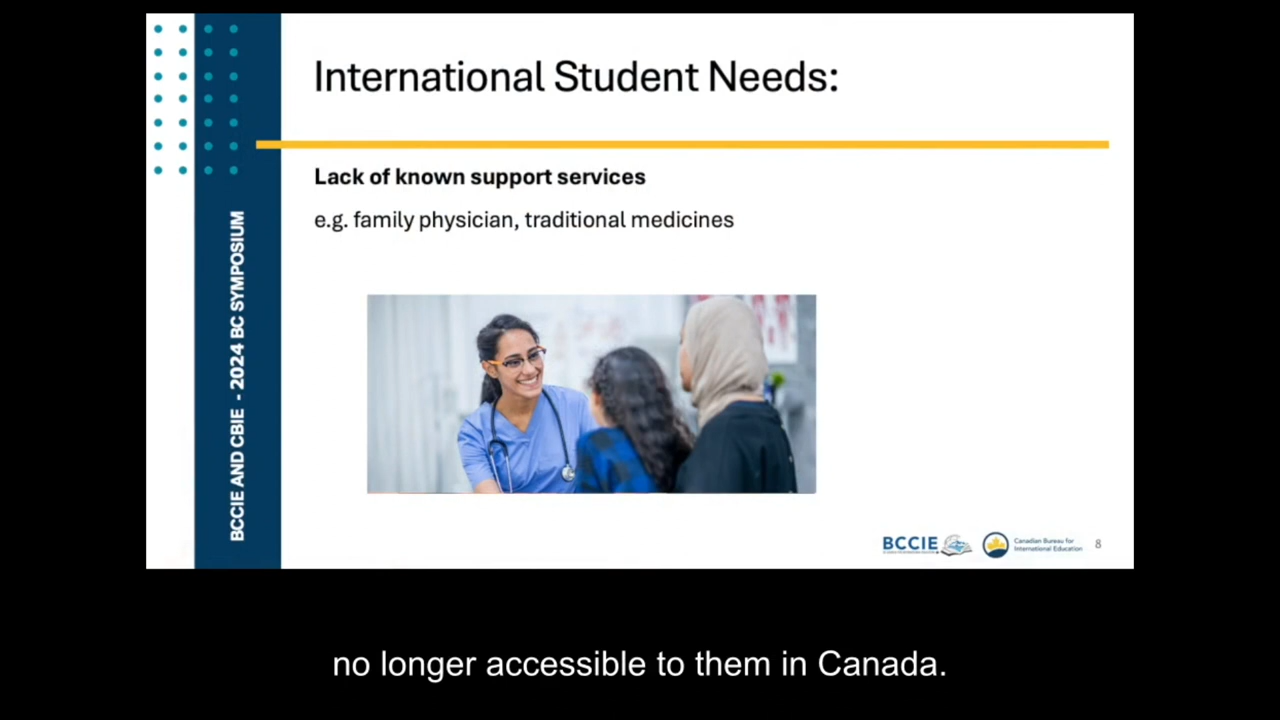 International Student Needs:
Lack of known support services
e.g. family physician, traditional medicines
BCCIE AND CBIE - 2024 BC SYMPOSIUM
BCCIE
Canadian Bureau for
International Education
8
no longer accessible to them in Canada.